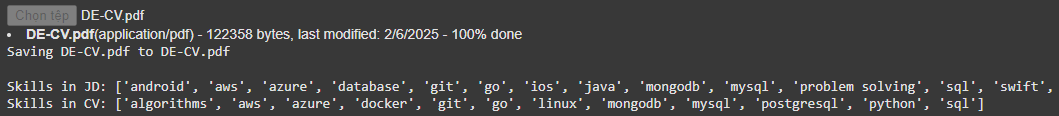 Chọn tệp DE-CV.pdf
• DE-CV.pdf(application/pdf) - 122358 bytes, last modified: 2/6/2025 - 100% done
Saving DE-CV.pdf to DE-CV.pdf
Skills in JD: ['android', 'aws', 'azure', 'database', 'git', 'go', 'ios', 'java', 'mongodb', 'mysql', 'problem solving', 'sql', 'swift',
Skills in CV: ['algorithms', 'aws', 'azure', 'docker', 'git', 'go', 'linux', 'mongodb', 'mysql', 'postgresql', 'python', 'sql']